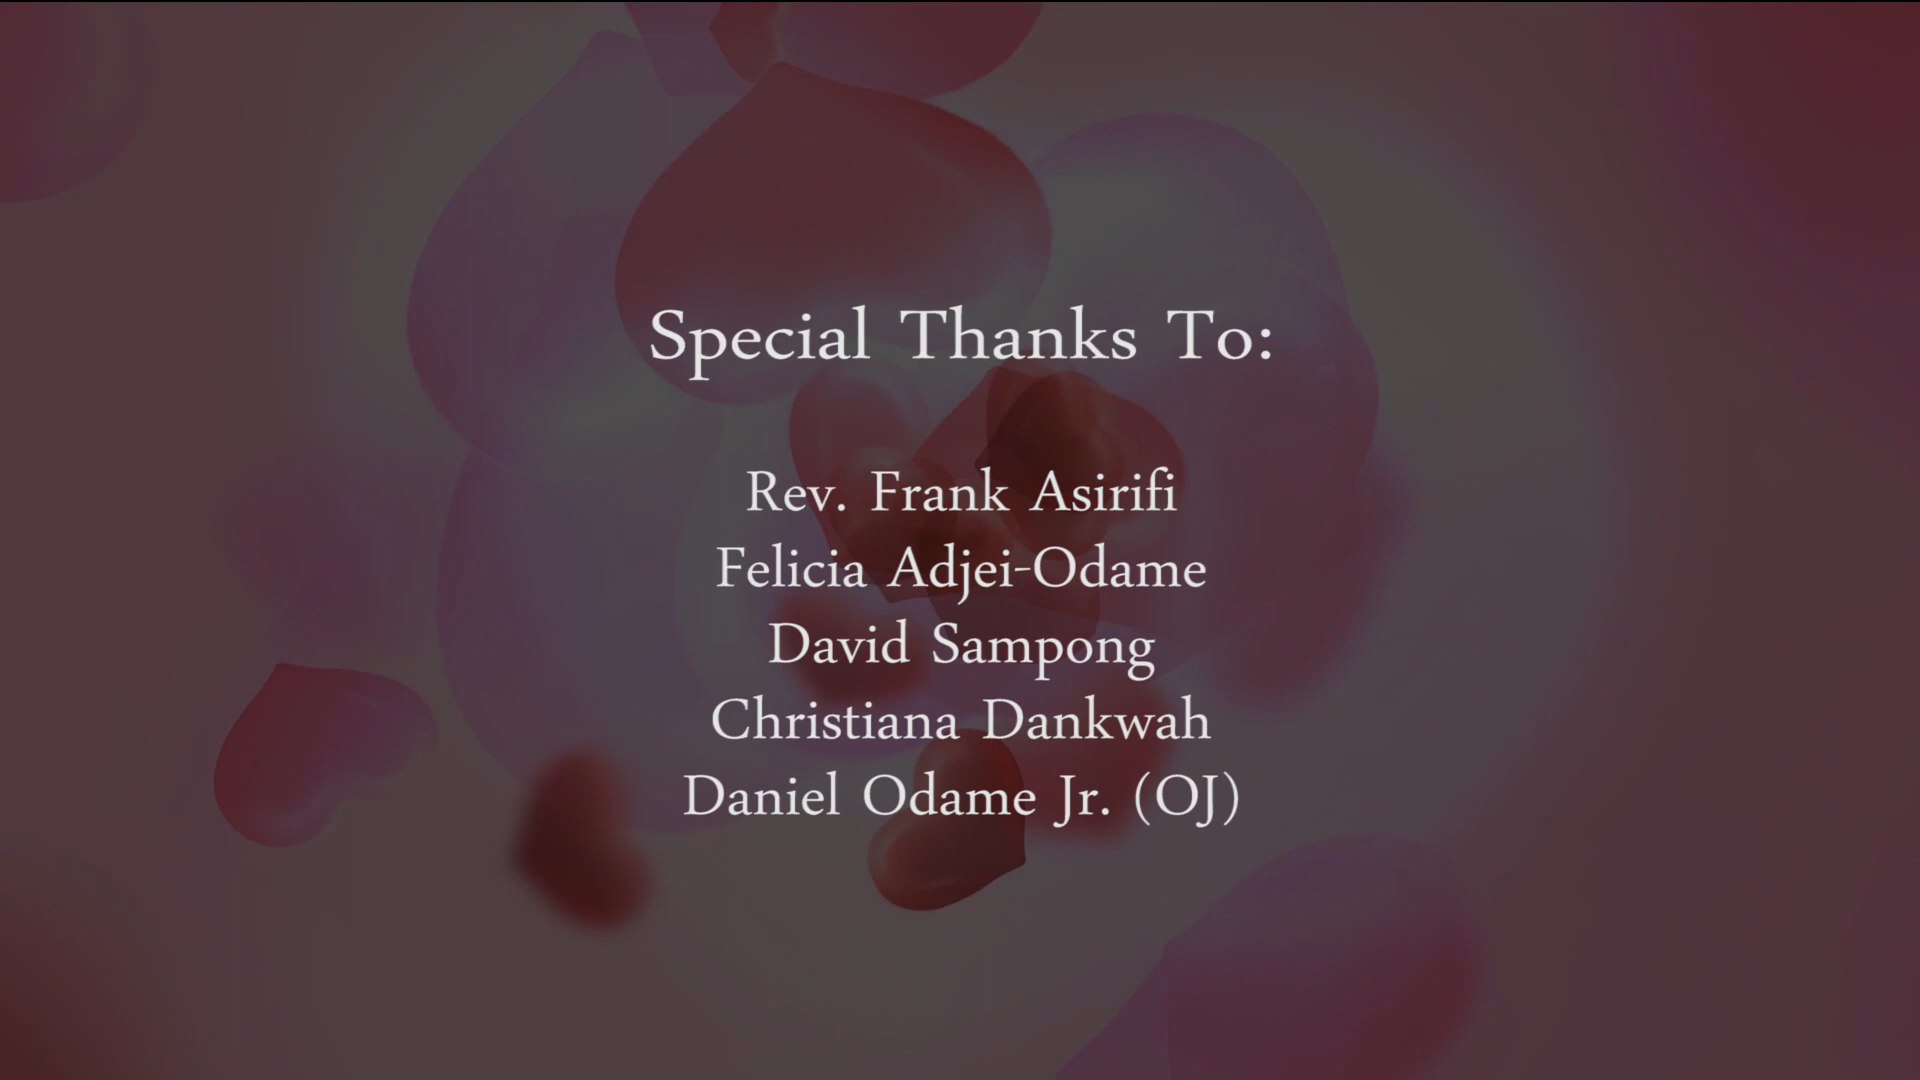 Special Thanks To:
Rev. Frank Asirifi
Felicia Adjei-Odame
David Sampong
Christiana Dankwah
Daniel Odame Jr. (OJ)